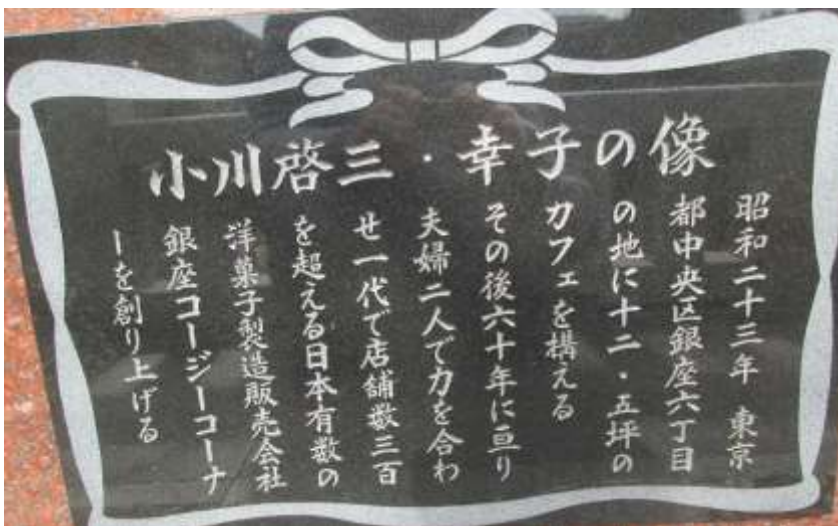 小川啓三・幸子の像
昭和二十三年 東京
都中央区銀座六丁目
の地に十二・五坪の
カフェを構える
その後六十年に亘り
夫婦二人で力を合わ
せ一代で店舗数三百
を超える日本有数の
洋菓子製造販売会社
銀座コージーコーナ
ーを創り上げる